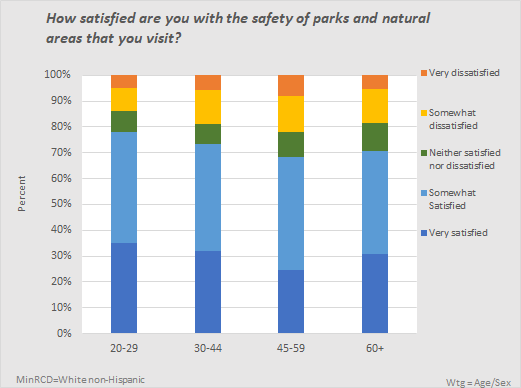 How satisfied are you with the safety of parks and natural
areas that you visit?
100%
90%
80%
70%
60%
50%
40%
30%
20%
10%
0%
Percent
20-29
30-44
45-59
60+
Very dissatisfied
Somewhat
dissatisfied
Neither satisfied
nor dissatisfied
Somewhat
Satisfied
Very satisfied
MinRCD=White non-Hispanic
Wtg = Age/Sex